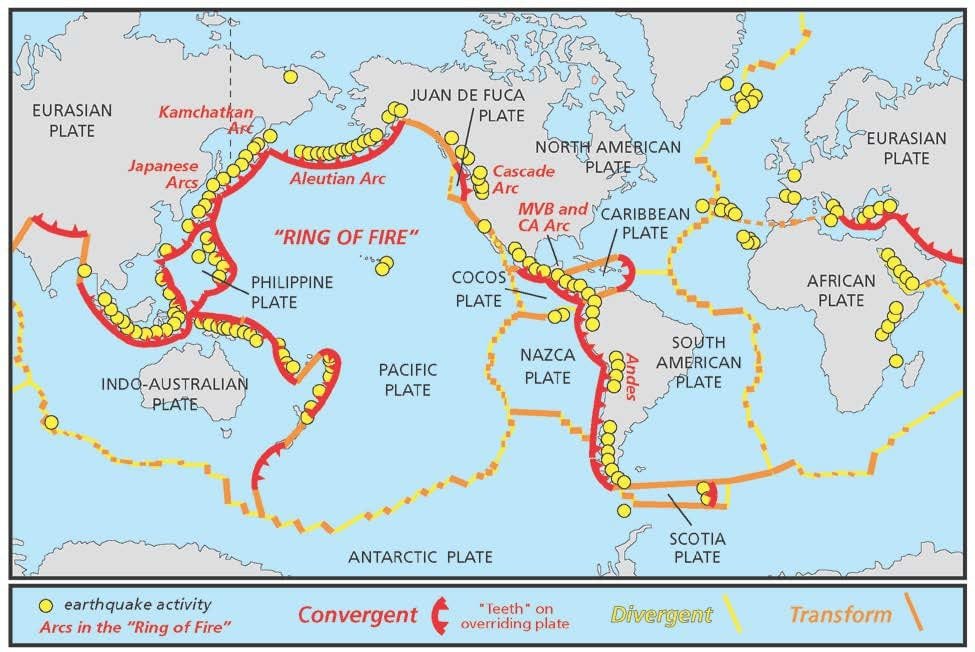 EURASIAN
PLATE
Kamchatkan
Arc
Japanese
Arcs
Aleutian Arc
JUAN DE FUCA
PLATE
NORTH AMERICAN
PLATE
EURASIAN
PLATE
Cascade
Arc
MVB and
CA Arc
CARIBBEAN
PLATE
"RING OF FIRE"
PHILIPPINE
PLATE
COCOS
PLATE
AFRICAN
PLATE
INDO-AUSTRALIAN
PLATE
PACIFIC
PLATE
NAZCA
PLATE
Andes
SOUTH
AMERICAN
PLATE
SCOTIA
PLATE
ANTARCTIC PLATE
earthquake activity
Arcs in the "Ring of Fire"
Convergent
"Teeth" on
overriding plate
Divergent
Transform